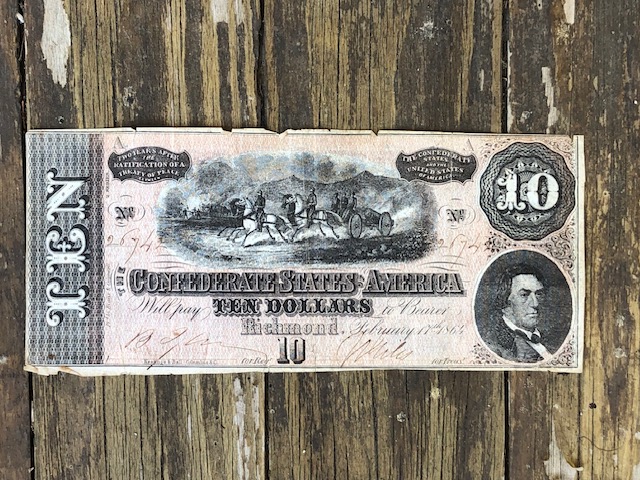 TEN
TWO YEARS AFTER
THE
RATIFICATION OF A
TREATY OF PEACE
THE CONFEDERATE
STATES
AND THE
UNITED STATES
OF AMERICA
10
No
No
THE
CONFEDERATE STATES OF AMERICA
Will pay TEN DOLLARS to Bearer
Richmond. February 17th 1864
10
for Regr
for Treasr